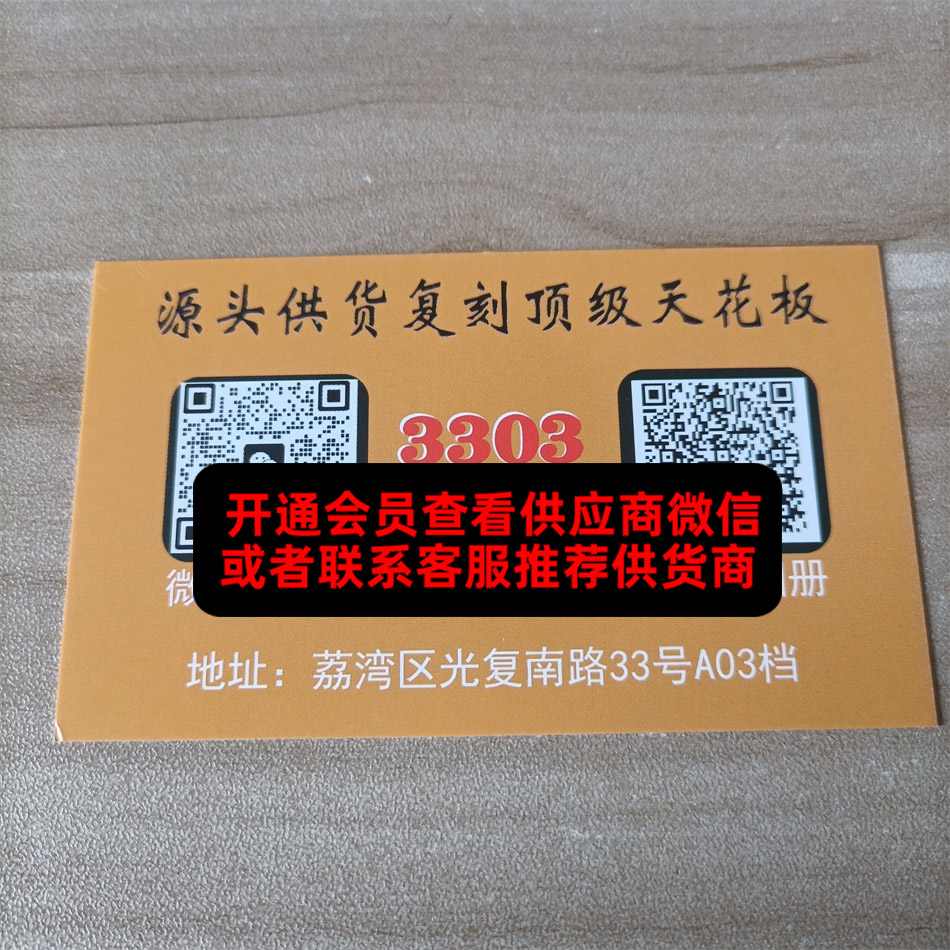 源头供货复刻顶级天花板
3303
开通会员查看供应商微信
或者联系客服推荐供货商
微
册
地址：荔湾区光复南路33号A03档